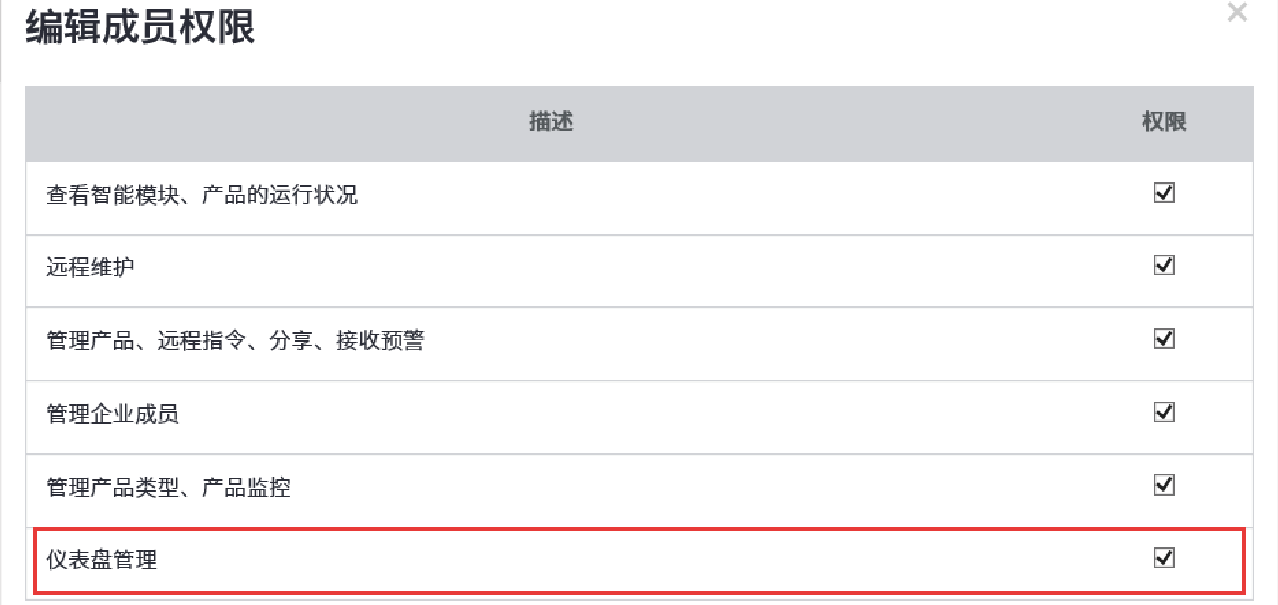 编辑成员权限
描述 权限
查看智能模块、产品的运行状况
远程维护
管理产品、远程指令、分享、接收预警
管理企业成员
管理产品类型、产品监控
仪表盘管理